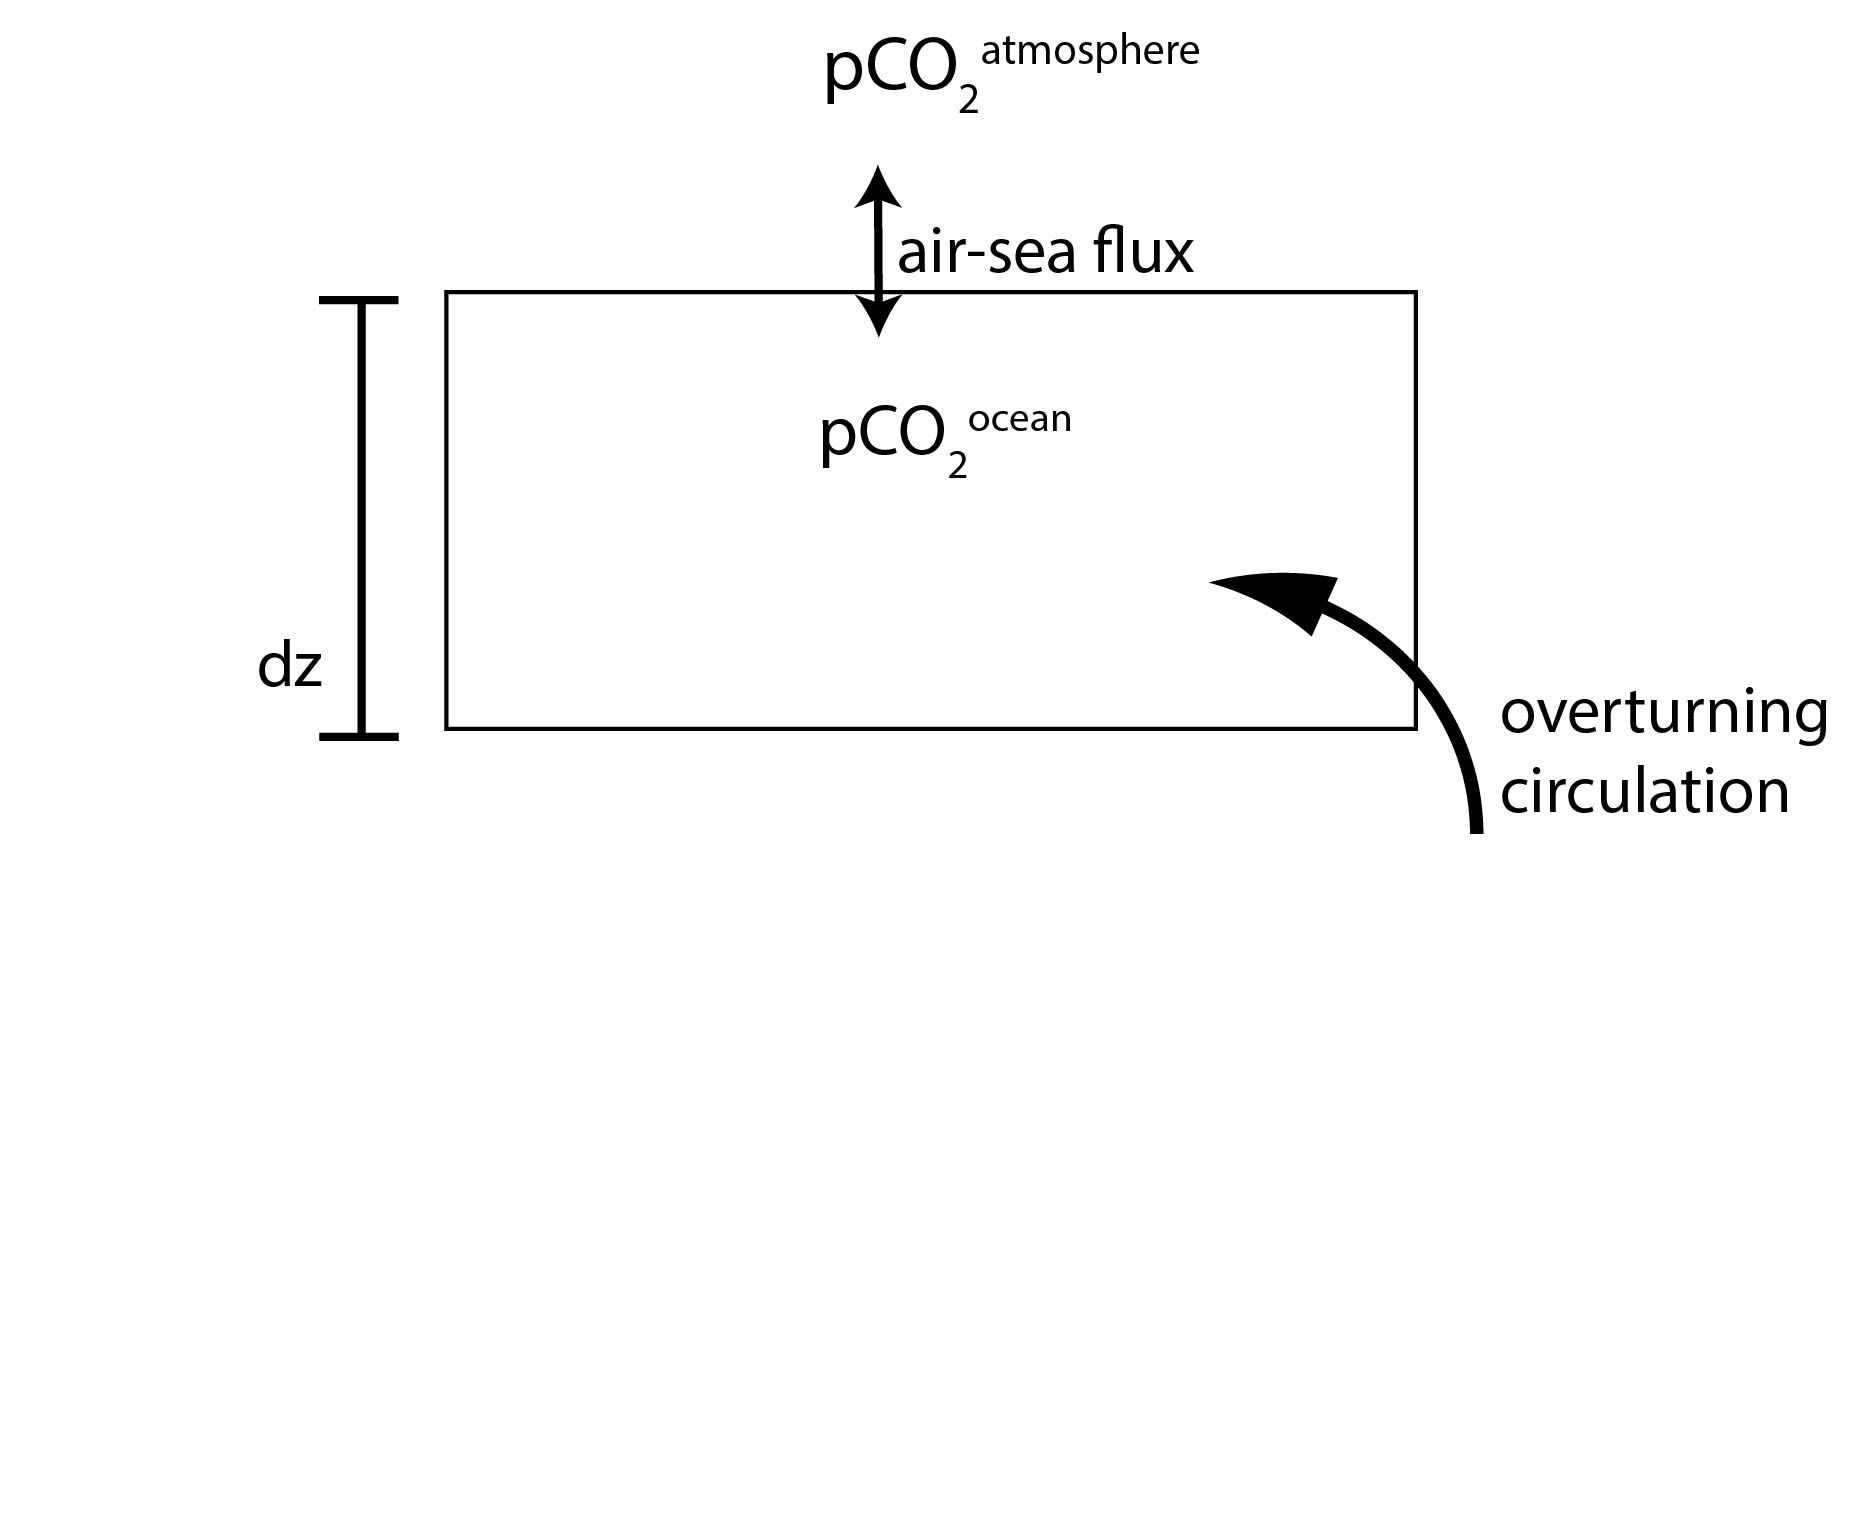 pCO₂ᵃᵗᵐᵒˢᵖʰᵉʳᵉ
air-sea flux
pCO₂ᵒᶜᵉᵃⁿ
dz
overturning
circulation